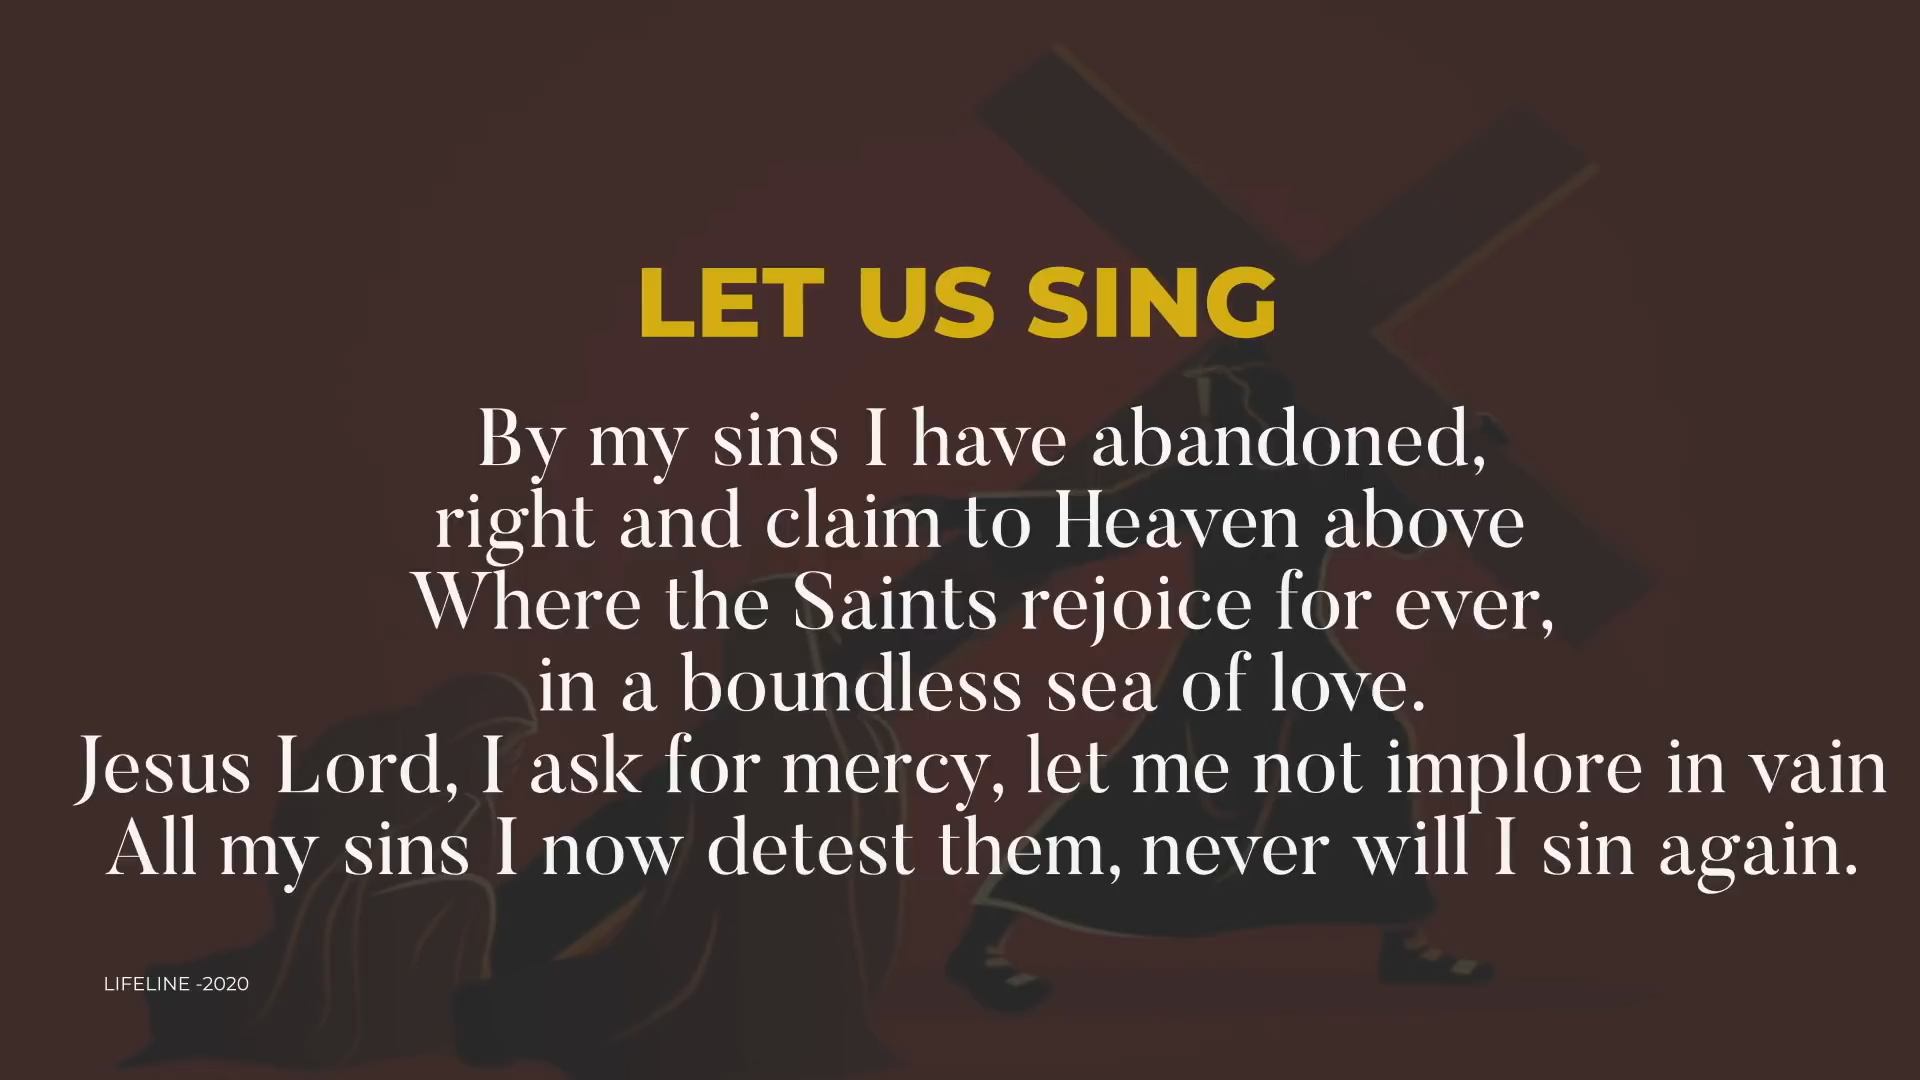 LET US SING
By my sins I have abandoned,
right and claim to Heaven above
Where the Saints rejoice for ever,
in a boundless sea of love.
Jesus Lord, I ask for mercy, let me not implore in vain
All my sins I now detest them, never will I sin again.
LIFELINE -2020